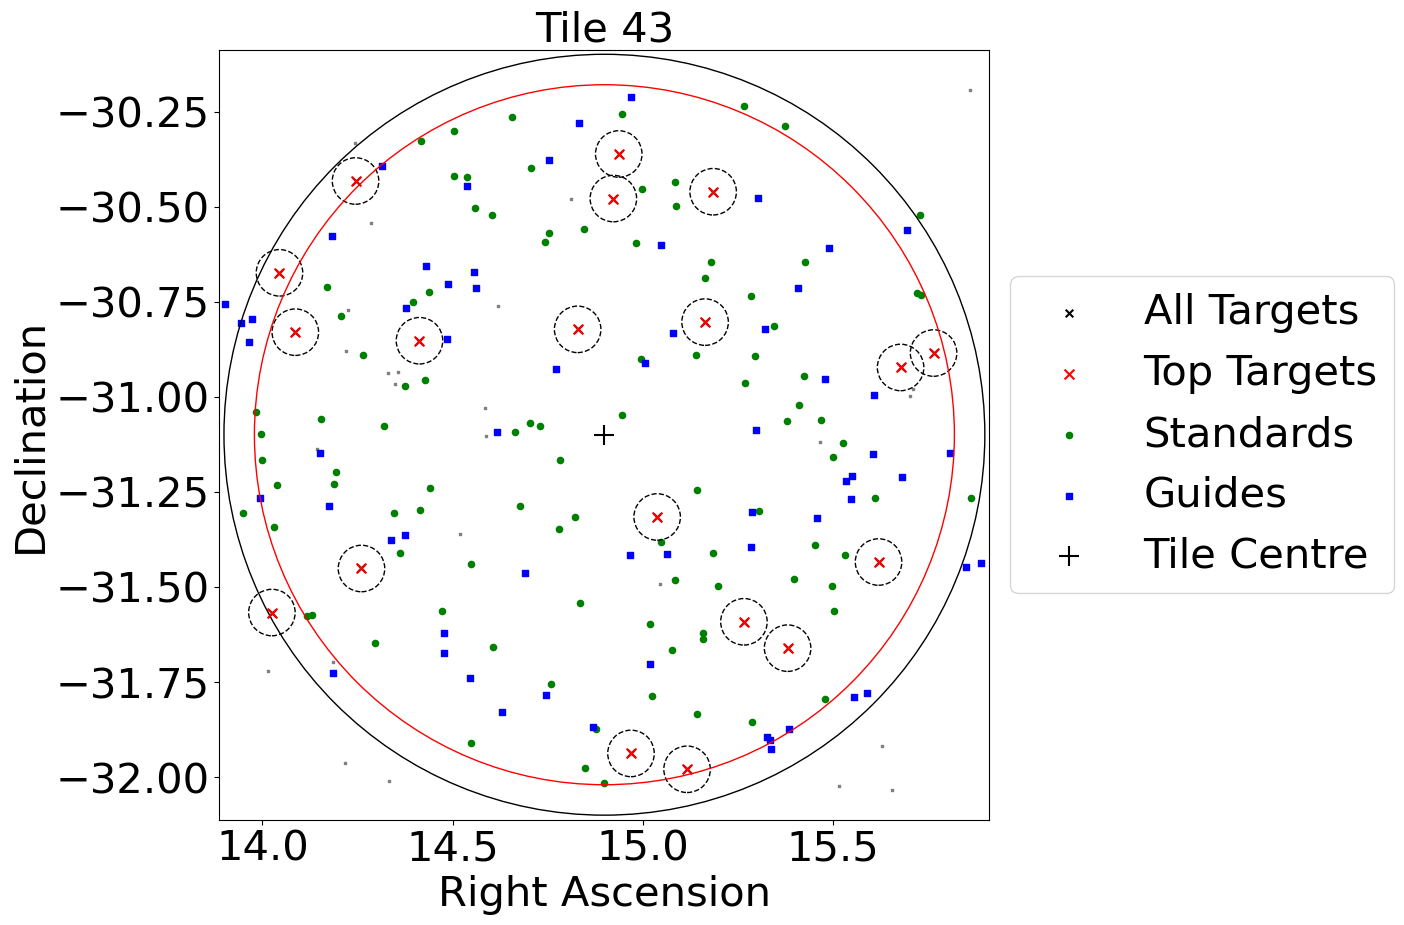 Tile 43
−30.25
−30.50
−30.75
−31.00
−31.25
−31.50
−31.75
−32.00
Declination
14.0 14.5 15.0 15.5
Right Ascension
All Targets
Top Targets
Standards
Guides
Tile Centre